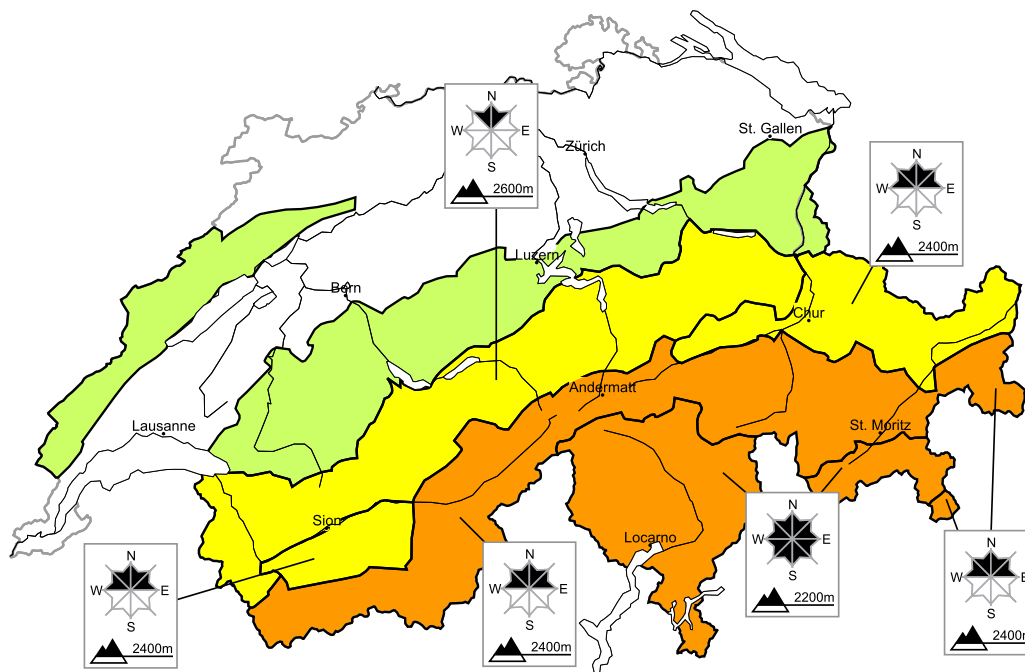 N
W E
S
2600m
Zürich
St. Gallen
N
W E
S
2400m
Luzern
Bern
Chur
Andermatt
Lausanne
St. Moritz
Sion
Locarno
N
W E
S
2400m
N
W E
S
2400m
N
W E
S
2200m
N
W E
S
2400m